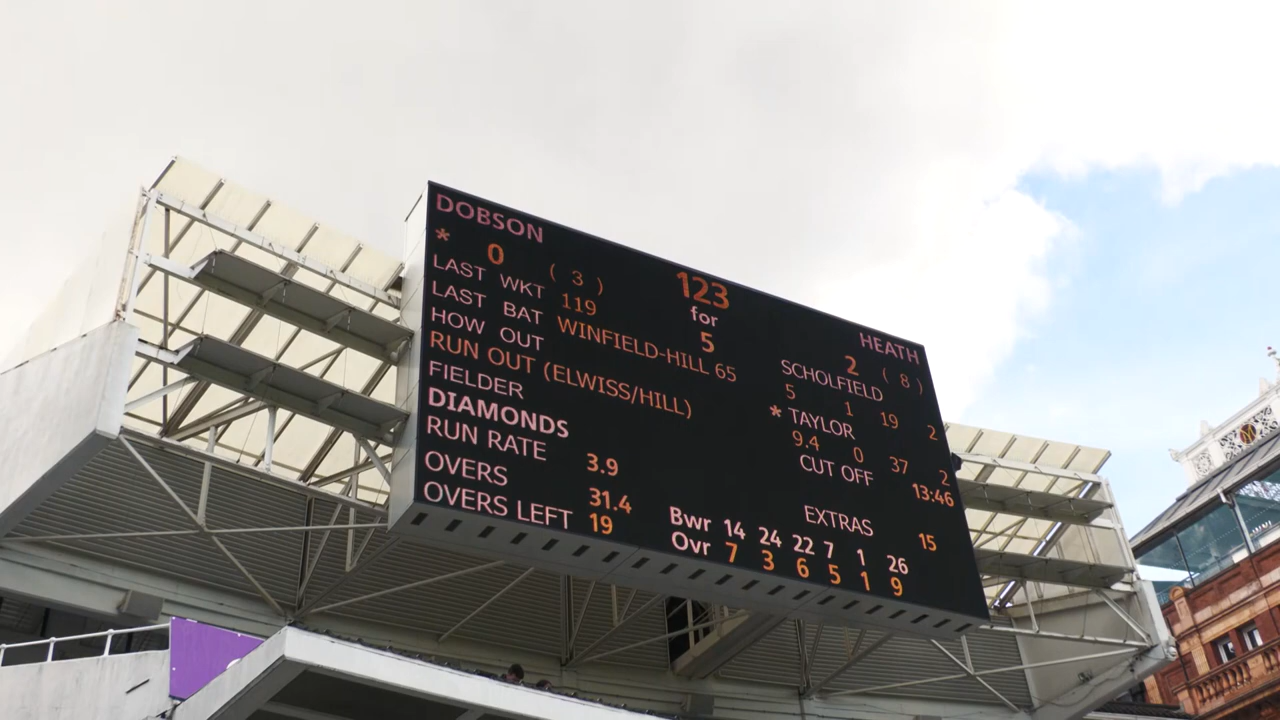 DOBSON
* 0 ( 3 )
LAST WKT 119
LAST BAT WINFIELD-HILL 65
HOW OUT
RUN OUT (ELWISS/HILL)
FIELDER
DIAMONDS
RUN RATE 3.9
OVERS 31.4
OVERS LEFT 19
123
for
5
HEATH
2 ( 8 )
SCHOLFIELD
5 1 19 2
* TAYLOR
9.4 0 37 2
CUT OFF 13:46
EXTRAS 15
Bwr 14 24 22 7 1 26
Ovr 7 3 6 5 1 9